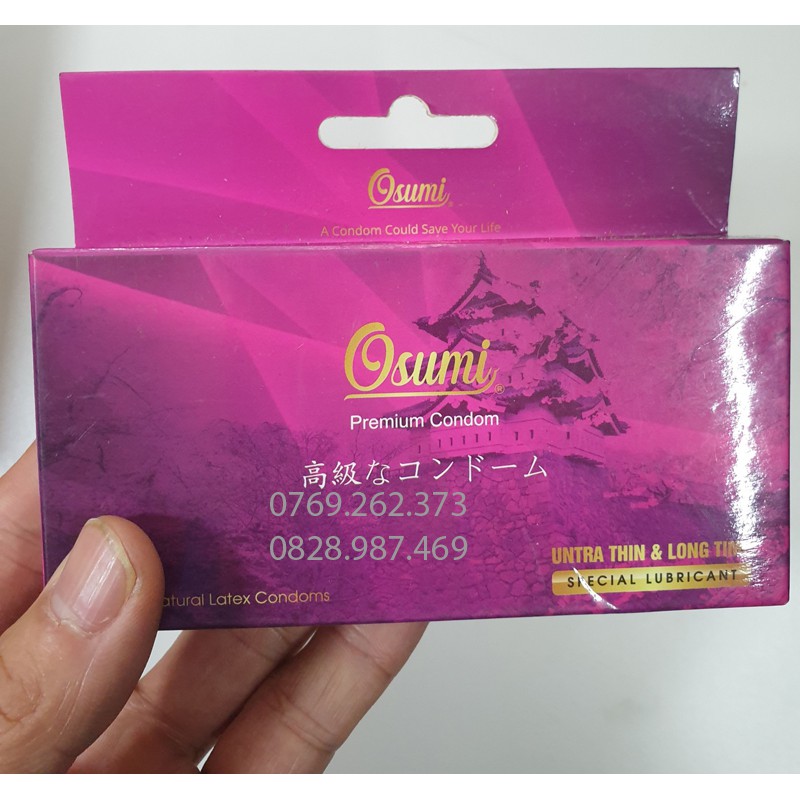 Osumi®
A Condom Could Save Your Life
Osumi®
Premium Condom
高級なコンドーム
0769.262.373
0828.987.469
UNTRA THIN & LONG
SPECIAL LUBRICANT
Latex Condoms